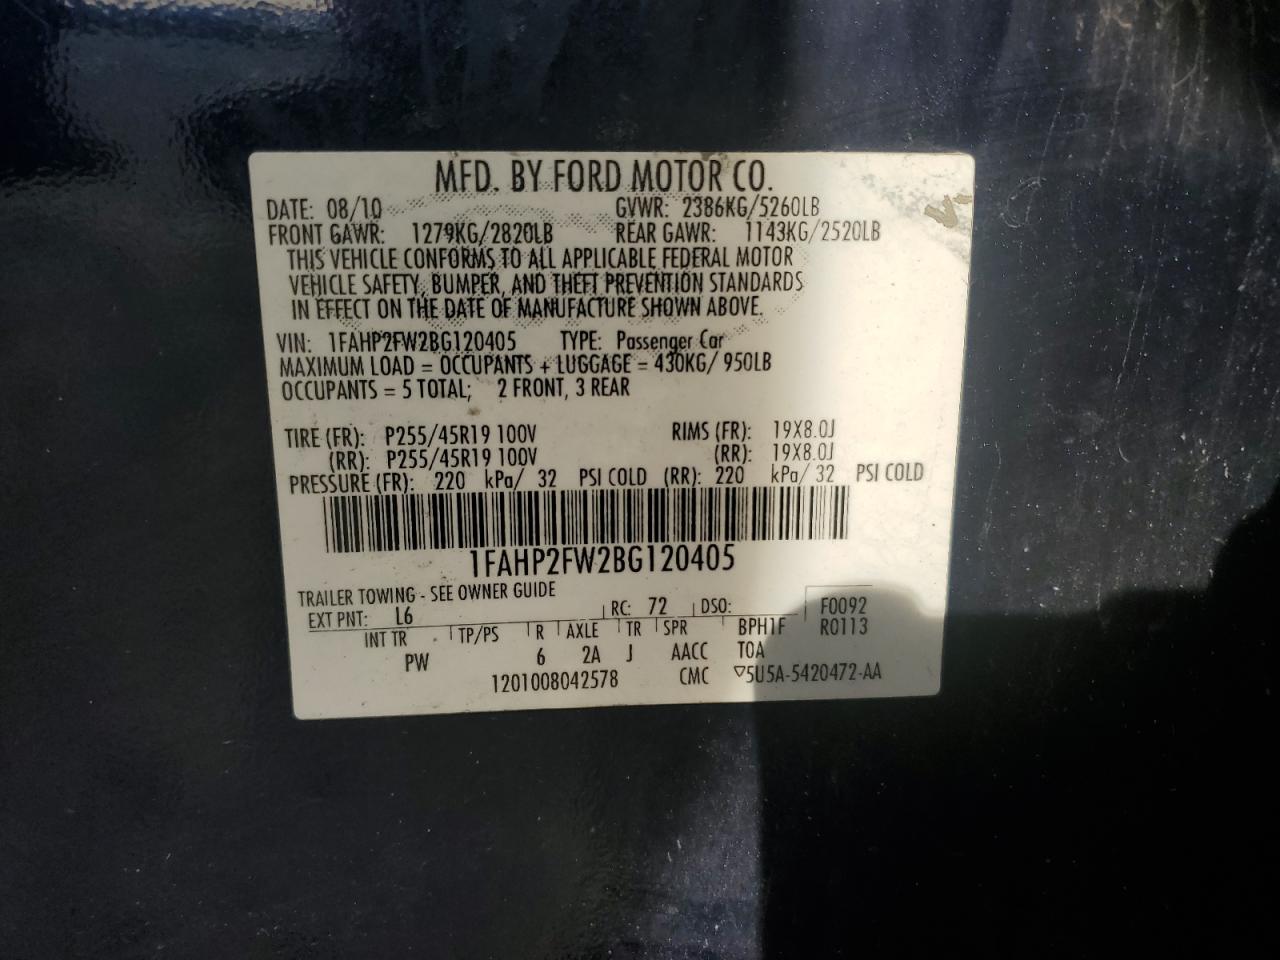 MFD. BY FORD MOTOR CO.
DATE: 08/10 GVWR: 2386KG/5260LB
FRONT GAWR: 1279KG/2820LB REAR GAWR: 1143KG/2520LB
THIS VEHICLE CONFORMS TO ALL APPLICABLE FEDERAL MOTOR
VEHICLE SAFETY, BUMPER, AND THEFT PREVENTION STANDARDS
IN EFFECT ON THE DATE OF MANUFACTURE SHOWN ABOVE.
VIN: 1FAHP2FW2BG120405 TYPE: Passenger Car
MAXIMUM LOAD = OCCUPANTS + LUGGAGE = 430KG/ 950LB
OCCUPANTS = 5 TOTAL; 2 FRONT, 3 REAR
TIRE (FR): P255/45R19 100V RIMS (FR): 19X8.0J
(RR): P255/45R19 100V (RR): 19X8.0J
PRESSURE (FR): 220 kPa/ 32 PSI COLD (RR): 220 kPa/ 32 PSI COLD
1FAHP2FW2BG120405
TRAILER TOWING - SEE OWNER GUIDE
EXT PNT: L6 RC: 72 DSO: F0092
INT TR TP/PS R AXLE TR SPR BPH1F R0113
PW 6 2A J AACC TOA
1201008042578 CMC ▽5U5A-5420472-AA